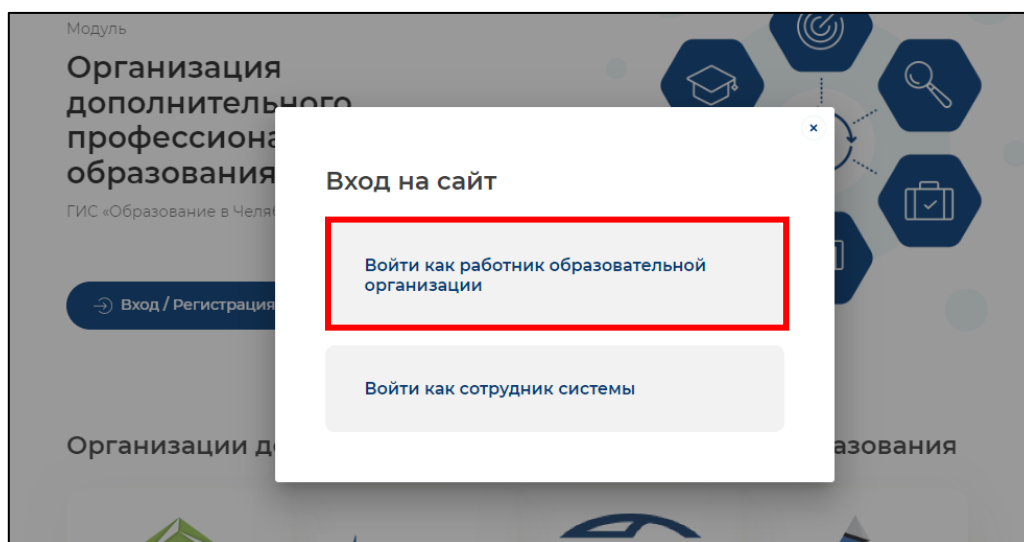 Модуль
Организация
дополнительного
профессиона
образования
ГИС «Образование в Челя
Вход / Регистрация
×
Вход на сайт
Войти как работник образовательной
организации
Войти как сотрудник системы
Организации д
азования